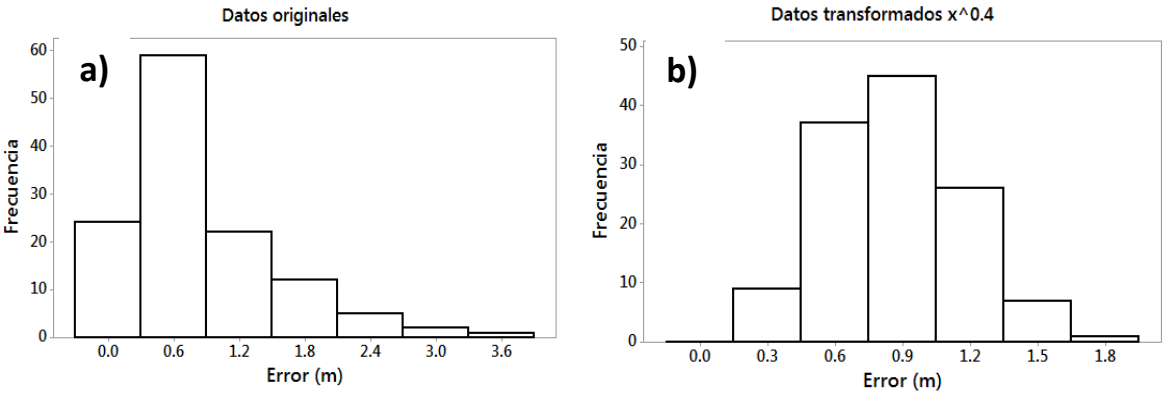 Datos originales
a)
Frecuencia
60
50
40
30
20
10
0
0.0 0.6 1.2 1.8 2.4 3.0 3.6
Error (m)
Datos transformados x^0.4
b)
Frecuencia
50
40
30
20
10
0
0.0 0.3 0.6 0.9 1.2 1.5 1.8
Error (m)